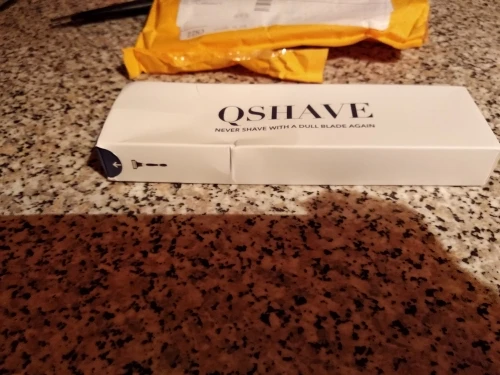 QSHAVE
NEVER SHAVE WITH A DULL BLADE AGAIN